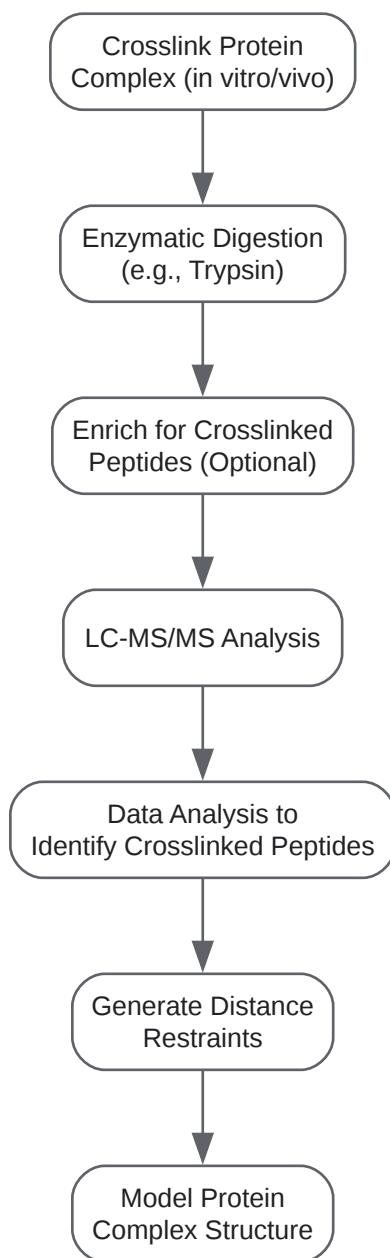 Crosslink Protein
Complex (in vitro/vivo)
Enzymatic Digestion
(e.g., Trypsin)
Enrich for Crosslinked
Peptides (Optional)
LC-MS/MS Analysis
Data Analysis to
Identify Crosslinked Peptides
Generate Distance
Restraints
Model Protein
Complex Structure